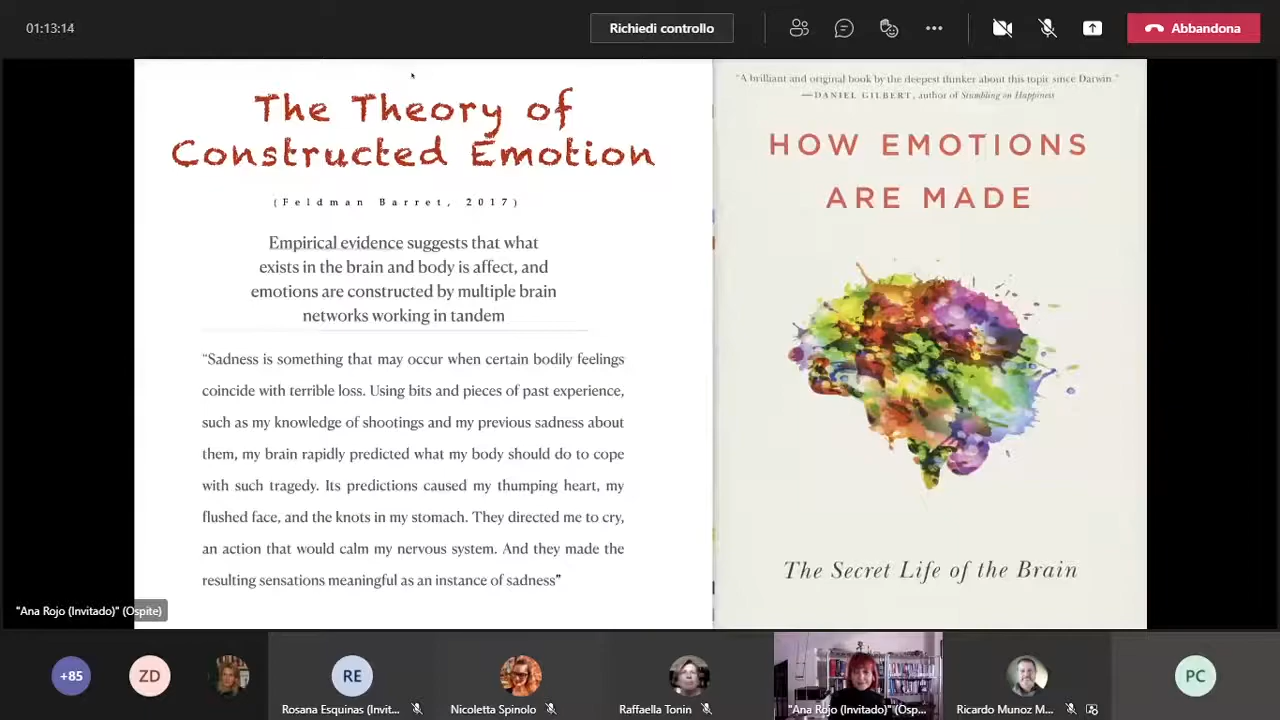 01:13:14
Richiedi controllo
Abbandona
The Theory of
Constructed Emotion
(Feldman Barret, 2017)
Empirical evidence suggests that what
exists in the brain and body is affect, and
emotions are constructed by multiple brain
networks working in tandem
“Sadness is something that may occur when certain bodily feelings
coincide with terrible loss. Using bits and pieces of past experience,
such as my knowledge of shootings and my previous sadness about
them, my brain rapidly predicted what my body should do to cope
with such tragedy. Its predictions caused my thumping heart, my
flushed face, and the knots in my stomach. They directed me to cry,
an action that would calm my nervous system. And they made the
resulting sensations meaningful as an instance of sadness”
"A brilliant and original book by the deepest thinker about this topic since Darwin."
—DANIEL GILBERT, author of Stumbling on Happiness
HOW EMOTIONS
ARE MADE
The Secret Life of the Brain
"Ana Rojo (Invitado)" (Ospite)
+85
ZD
RE
Rosana Esquinas (Invit...
Nicoletta Spinolo
Raffaella Tonin
"Ana Rojo (Invitado)" (Osp...
Ricardo Munoz M...
PC